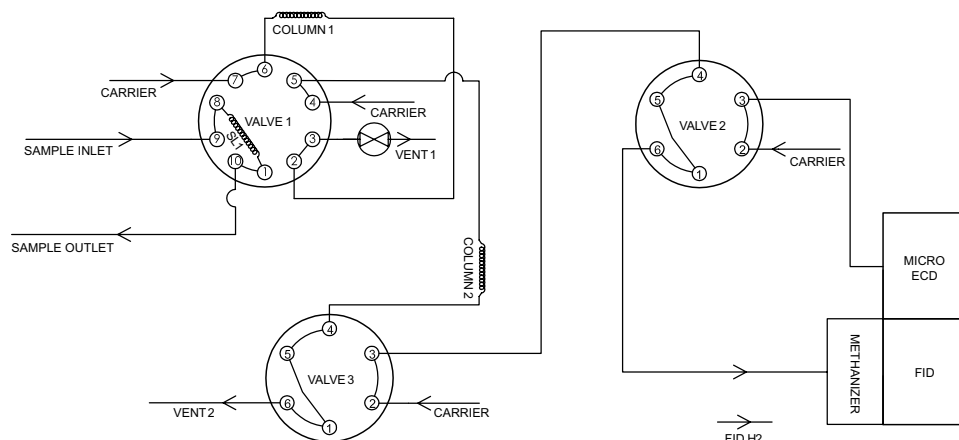 COLUMN 1
6
7
5
CARRIER
8
4
CARRIER
VALVE 1
9
3
SAMPLE INLET
SL1
VENT 1
10
2
1
SAMPLE OUTLET
COLUMN 2
4
5
3
VALVE 2
6
2
CARRIER
1
MICRO
ECD
METHANIZER
FID
FID H2
4
5
3
VALVE 3
6
2
VENT 2
CARRIER
1